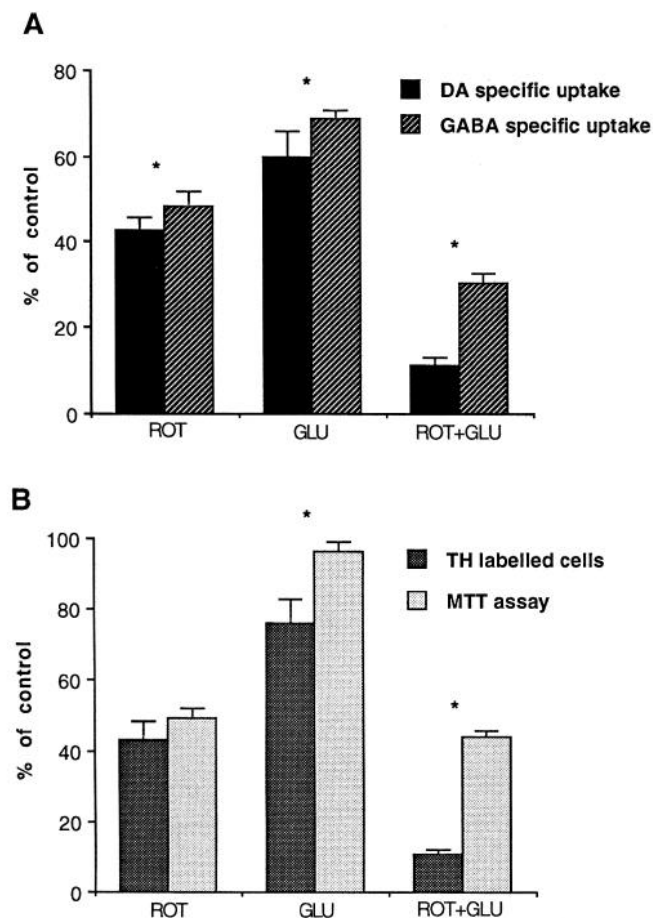 A
80
60
40
20
0
% of control
*
*
*
DA specific uptake
GABA specific uptake
ROT
GLU
ROT+GLU
B
100
80
60
40
20
0
% of control
*
*
TH labelled cells
MTT assay
ROT
GLU
ROT+GLU